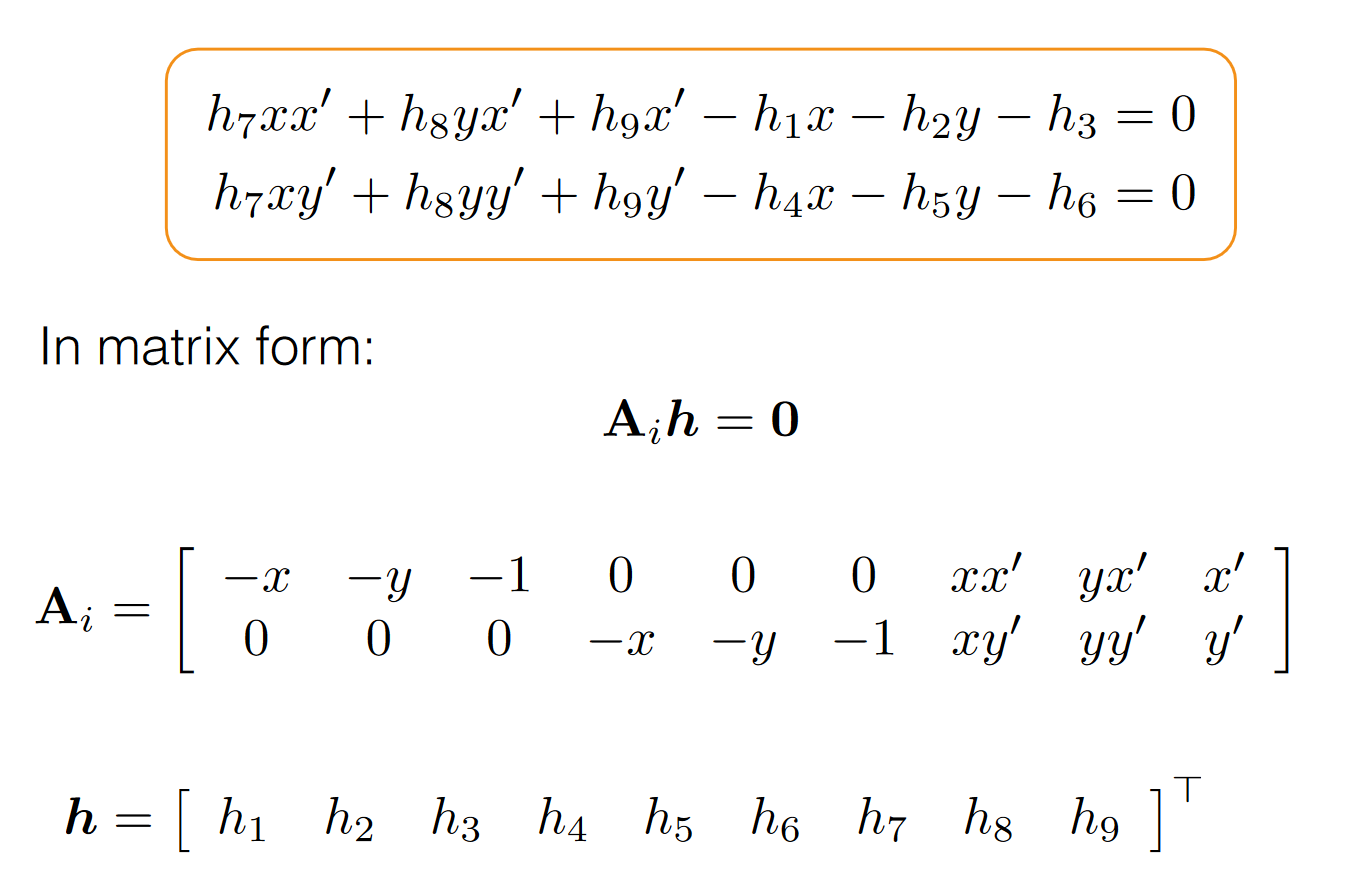 h₇xx′ + h₈yx′ + h₉x′ − h₁x − h₂y − h₃ = 0
h₇xy′ + h₈yy′ + h₉y′ − h₄x − h₅y − h₆ = 0
In matrix form:
Aᵢh = 0
Aᵢ = [ −x −y −1 0 0 0 xx′ yx′ x′
0 0 0 −x −y −1 xy′ yy′ y′ ]
h = [ h₁ h₂ h₃ h₄ h₅ h₆ h₇ h₈ h₉ ]⊤